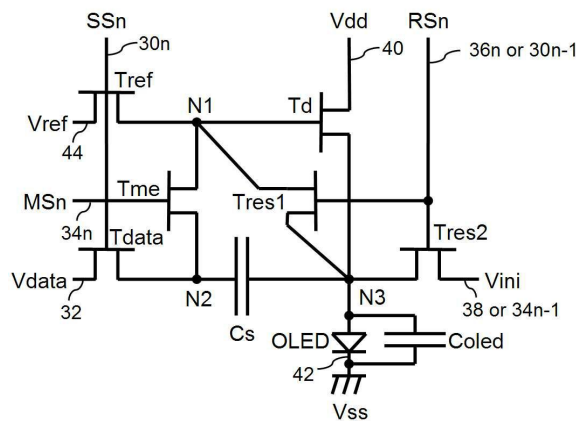 SSn
Vdd
RSn
30n
40
36n or 30n-1
Tref
N1
Td
Vref
44
Tme
Tres1
MSn
34n
Tdata
Tres2
Vdata
32
N2
N3
Vini
38 or 34n-1
Cs
OLED
Coled
42
Vss